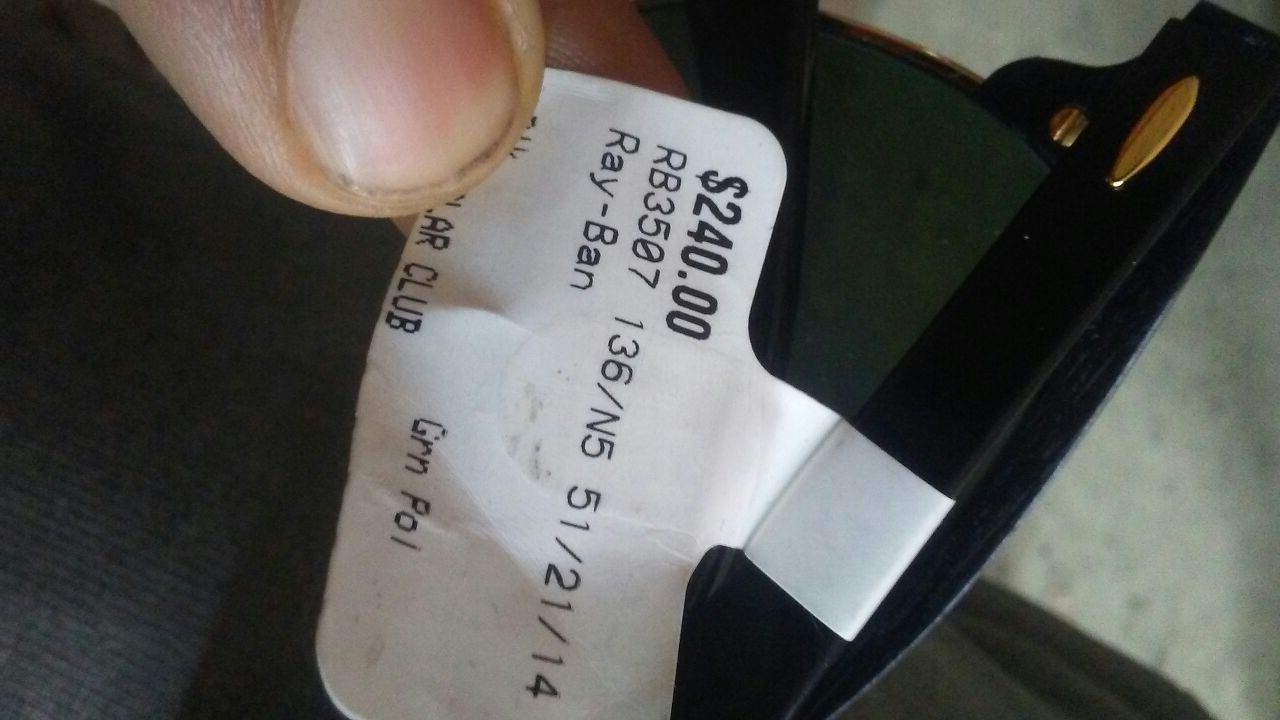 $240.00
RB3507 136/N5 51/21/14
Ray-Ban
CLUB Grn Pol